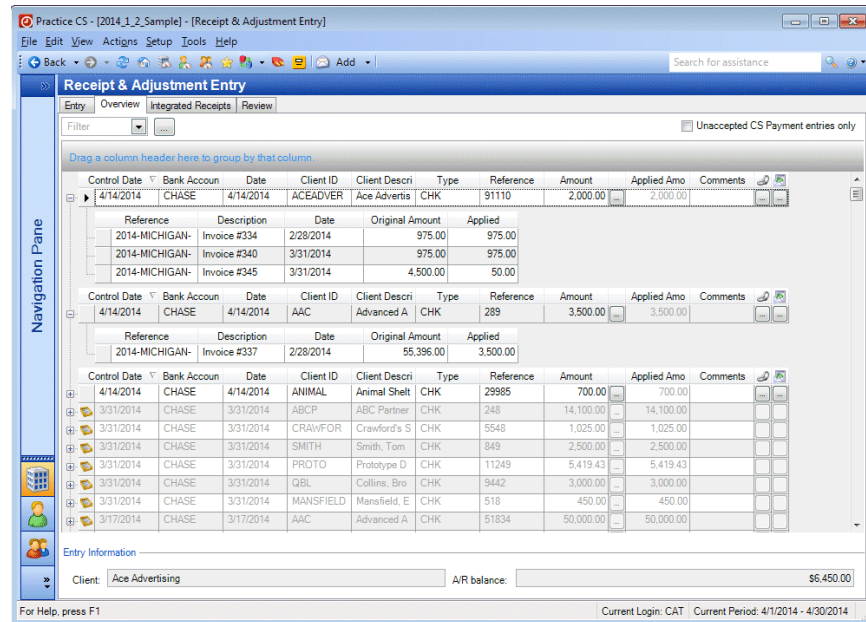 Practice CS - [2014_1_2_Sample] - [Receipt & Adjustment Entry]
File Edit View Actions Setup Tools Help
Back Add Search for assistance
Receipt & Adjustment Entry
Entry Overview Integrated Receipts Review
Filter ... Unaccepted CS Payment entries only
Drag a column header here to group by that column.
Control Date Bank Accoun Date Client ID Client Descri Type Reference Amount Applied Amo Comments
4/14/2014 CHASE 4/14/2014 ACEADVER Ace Advertis CHK 91110 2,000.00 ... 2,000.00 ... ...
Reference Description Date Original Amount Applied
2014-MICHIGAN- Invoice #334 2/28/2014 975.00 975.00
2014-MICHIGAN- Invoice #340 3/31/2014 975.00 975.00
2014-MICHIGAN- Invoice #345 3/31/2014 4,500.00 50.00
Control Date Bank Accoun Date Client ID Client Descri Type Reference Amount Applied Amo Comments
4/14/2014 CHASE 4/14/2014 AAC Advanced A CHK 289 3,500.00 ... 3,500.00 ... ...
Reference Description Date Original Amount Applied
2014-MICHIGAN- Invoice #337 2/28/2014 55,396.00 3,500.00
Control Date Bank Accoun Date Client ID Client Descri Type Reference Amount Applied Amo Comments
4/14/2014 CHASE 4/14/2014 ANIMAL Animal Shelt CHK 29985 700.00 ... 700.00 ... ...
3/31/2014 CHASE 3/31/2014 ABCP ABC Partner CHK 248 14,100.00 ... 14,100.00
3/31/2014 CHASE 3/31/2014 CRAWFOR Crawford's S CHK 5548 1,025.00 ... 1,025.00
3/31/2014 CHASE 3/31/2014 SMITH Smith, Tom CHK 849 2,500.00 ... 2,500.00
3/31/2014 CHASE 3/31/2014 PROTO Prototype D CHK 11249 5,419.43 ... 5,419.43
3/31/2014 CHASE 3/31/2014 QBL Collins, Bro CHK 9442 3,000.00 ... 3,000.00
3/31/2014 CHASE 3/31/2014 MANSFIELD Mansfield, E CHK 518 450.00 ... 450.00
3/17/2014 CHASE 3/17/2014 AAC Advanced A CHK 51834 50,000.00 ... 50,000.00
Navigation Pane
Entry Information
Client: Ace Advertising A/R balance: $6,450.00
For Help, press F1 Current Login: CAT Current Period: 4/1/2014 - 4/30/2014